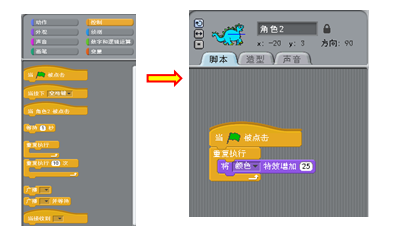 动作 控制
外型 侦测
声音 数字和逻辑运算
画笔 变量
当 被点击
当按下 空格键
当 角色2 被点击
等待 1 秒
重复执行
重复执行 10 次
广播
广播 并等待
当接收到
角色2
x: -20 y: 3 方向: 90
脚本 造型 声音
当 被点击
重复执行
将 颜色 特效增加 25